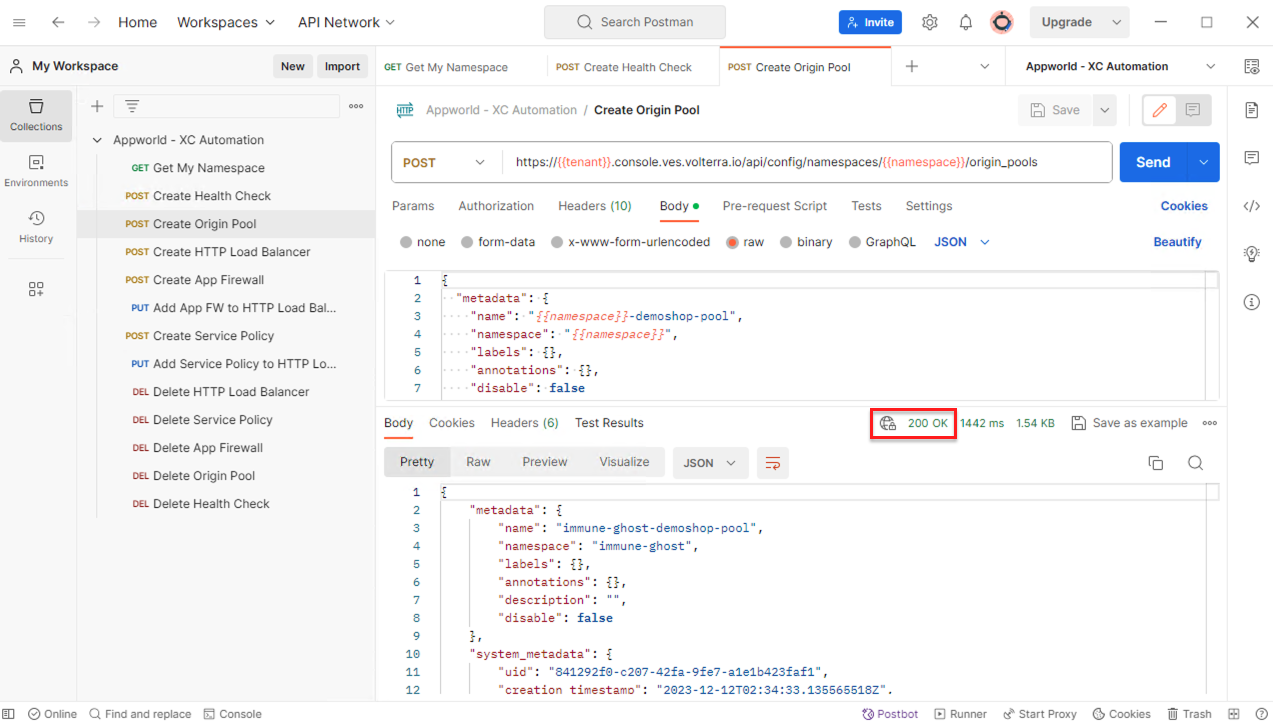 Home Workspaces API Network Search Postman Invite Upgrade
My Workspace New Import GET Get My Namespace POST Create Health Check POST Create Origin Pool Appworld - XC Automation
Collections
Environments
History
Appworld - XC Automation
GET Get My Namespace
POST Create Health Check
POST Create Origin Pool
POST Create HTTP Load Balancer
POST Create App Firewall
PUT Add App FW to HTTP Load Bal...
POST Create Service Policy
PUT Add Service Policy to HTTP Lo...
DEL Delete HTTP Load Balancer
DEL Delete Service Policy
DEL Delete App Firewall
DEL Delete Origin Pool
DEL Delete Health Check
HTTP Appworld - XC Automation / Create Origin Pool Save
POST https://{{tenant}}.console.ves.volterra.io/api/config/namespaces/{{namespace}}/origin_pools Send
Params Authorization Headers (10) Body Pre-request Script Tests Settings Cookies
none form-data x-www-form-urlencoded raw binary GraphQL JSON Beautify
1 {
2 "metadata": {
3 "name": "{{namespace}}-demoshop-pool",
4 "namespace": "{{namespace}}",
5 "labels": {},
6 "annotations": {},
7 "disable": false
Body Cookies Headers (6) Test Results 200 OK 1442 ms 1.54 KB Save as example
Pretty Raw Preview Visualize JSON
1 {
2 "metadata": {
3 "name": "immune-ghost-demoshop-pool",
4 "namespace": "immune-ghost",
5 "labels": {},
6 "annotations": {},
7 "description": "",
8 "disable": false
9 },
10 "system_metadata": {
11 "uid": "841292f0-c207-42fa-9fe7-a1e1b423faf1",
12 "creation_timestamp": "2023-12-12T02:34:33.135565518Z",
Online Find and replace Console Postbot Runner Start Proxy Cookies Trash